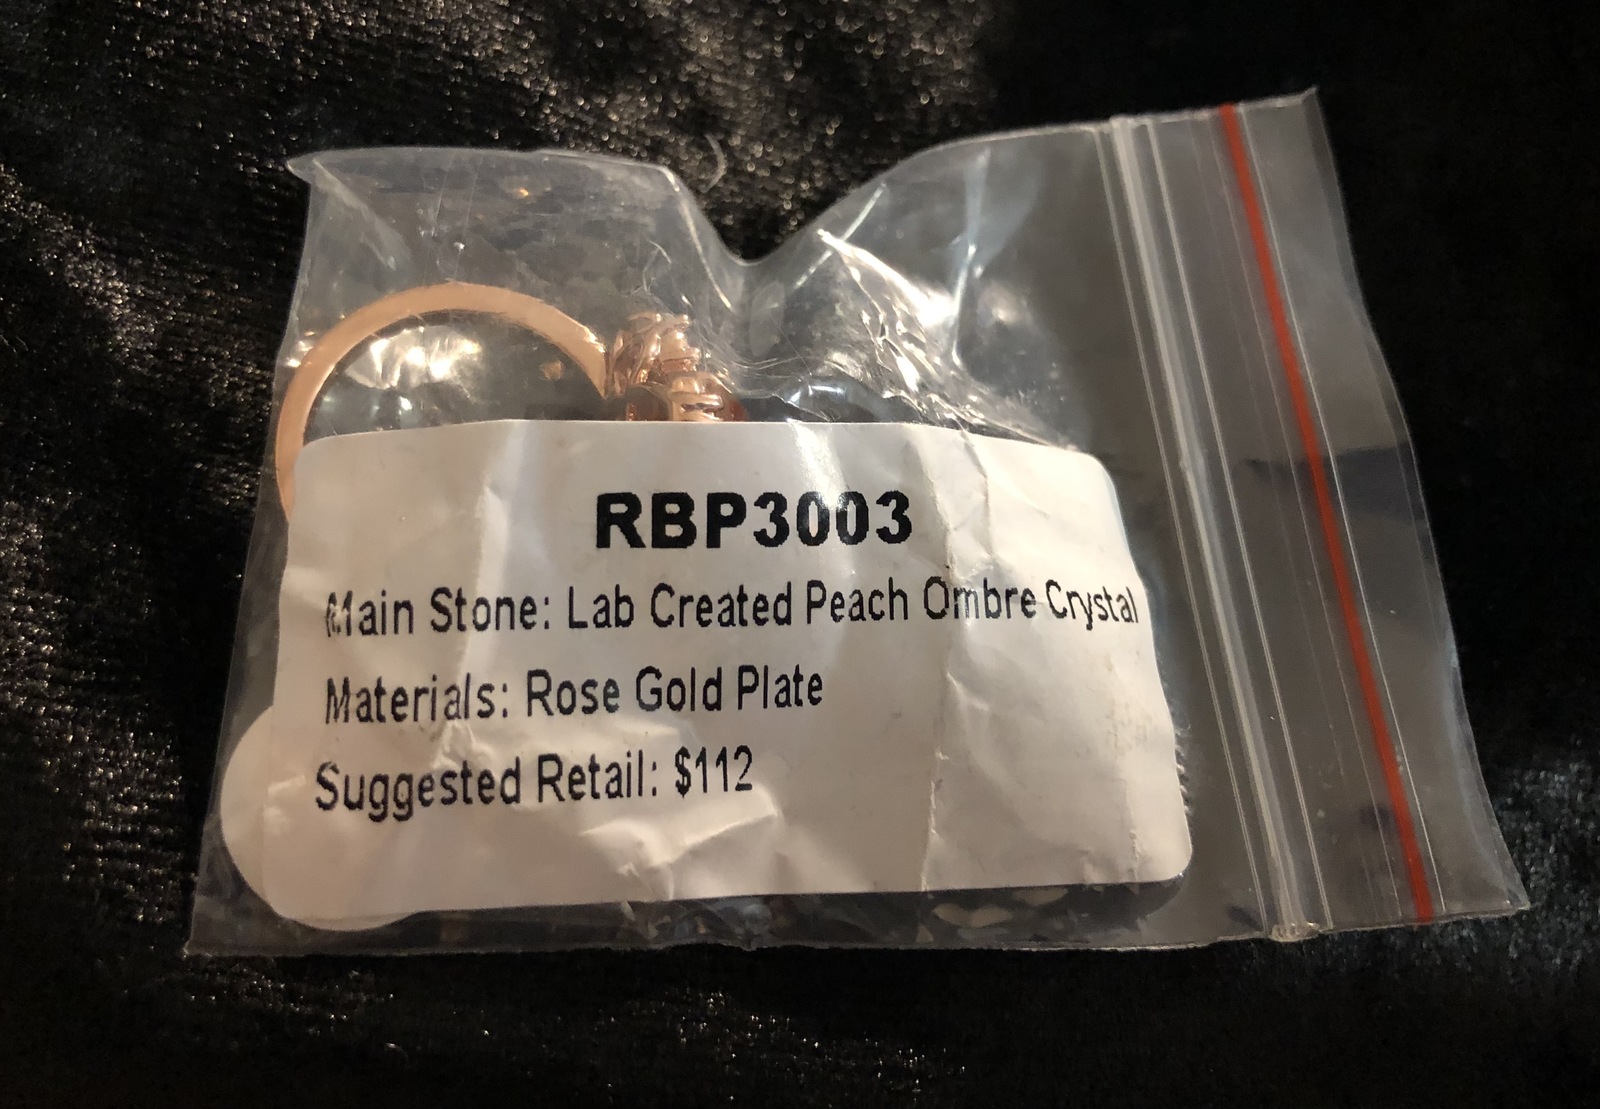 RBP3003
Main Stone: Lab Created Peach Ombre Crystal
Materials: Rose Gold Plate
Suggested Retail: $112